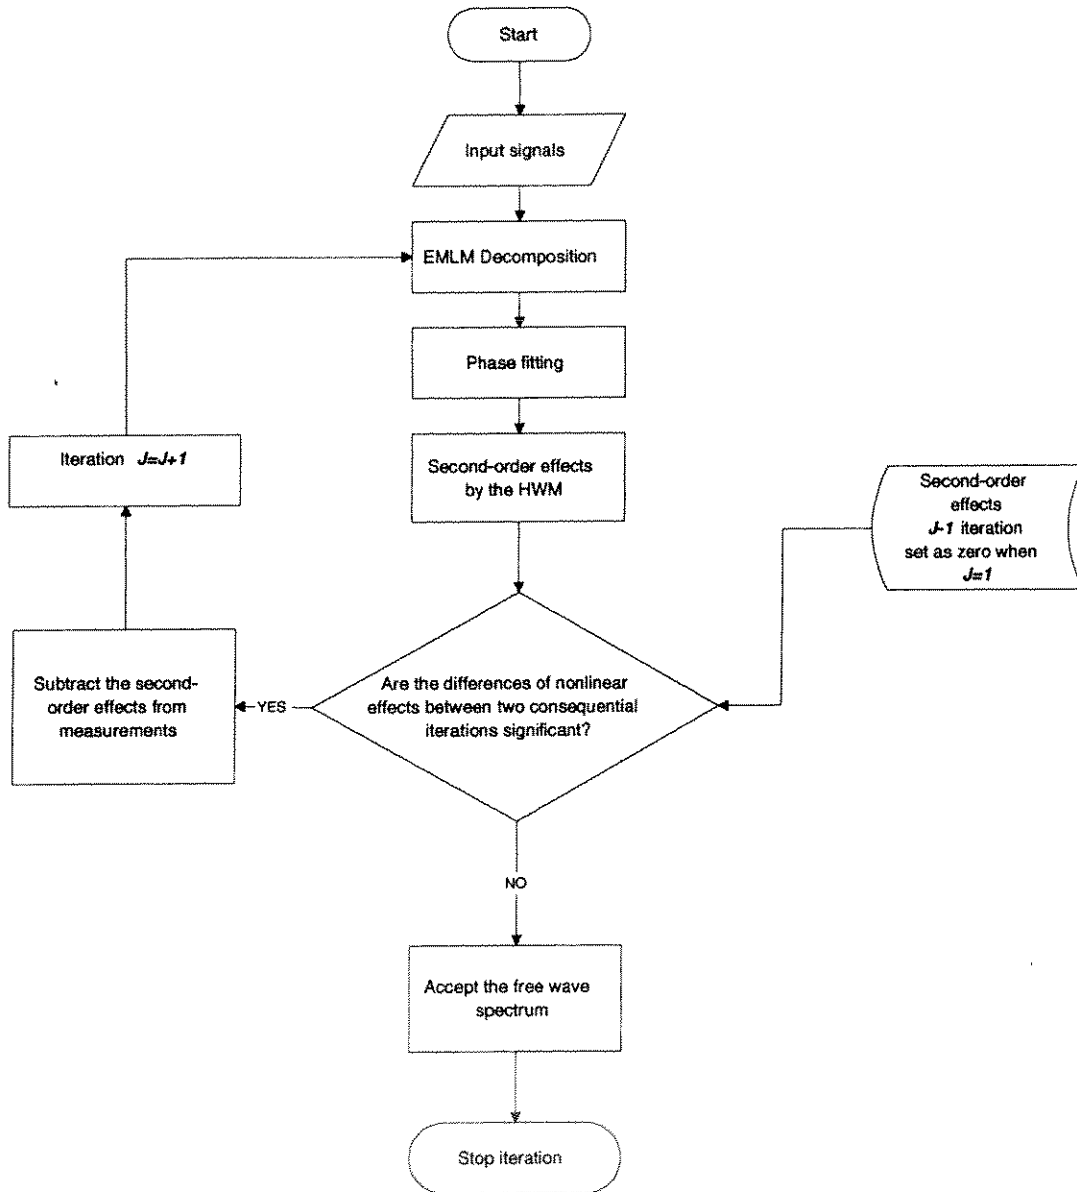 Start
Input signals
EMLM Decomposition
Phase fitting
Iteration J=J+1
Second-order effects
by the HWM
Second-order
effects
J-1 iteration
set as zero when
J=1
Subtract the second-
order effects from
measurements
YES
Are the differences of nonlinear
effects between two consequential
iterations significant?
NO
Accept the free wave
spectrum
Stop iteration